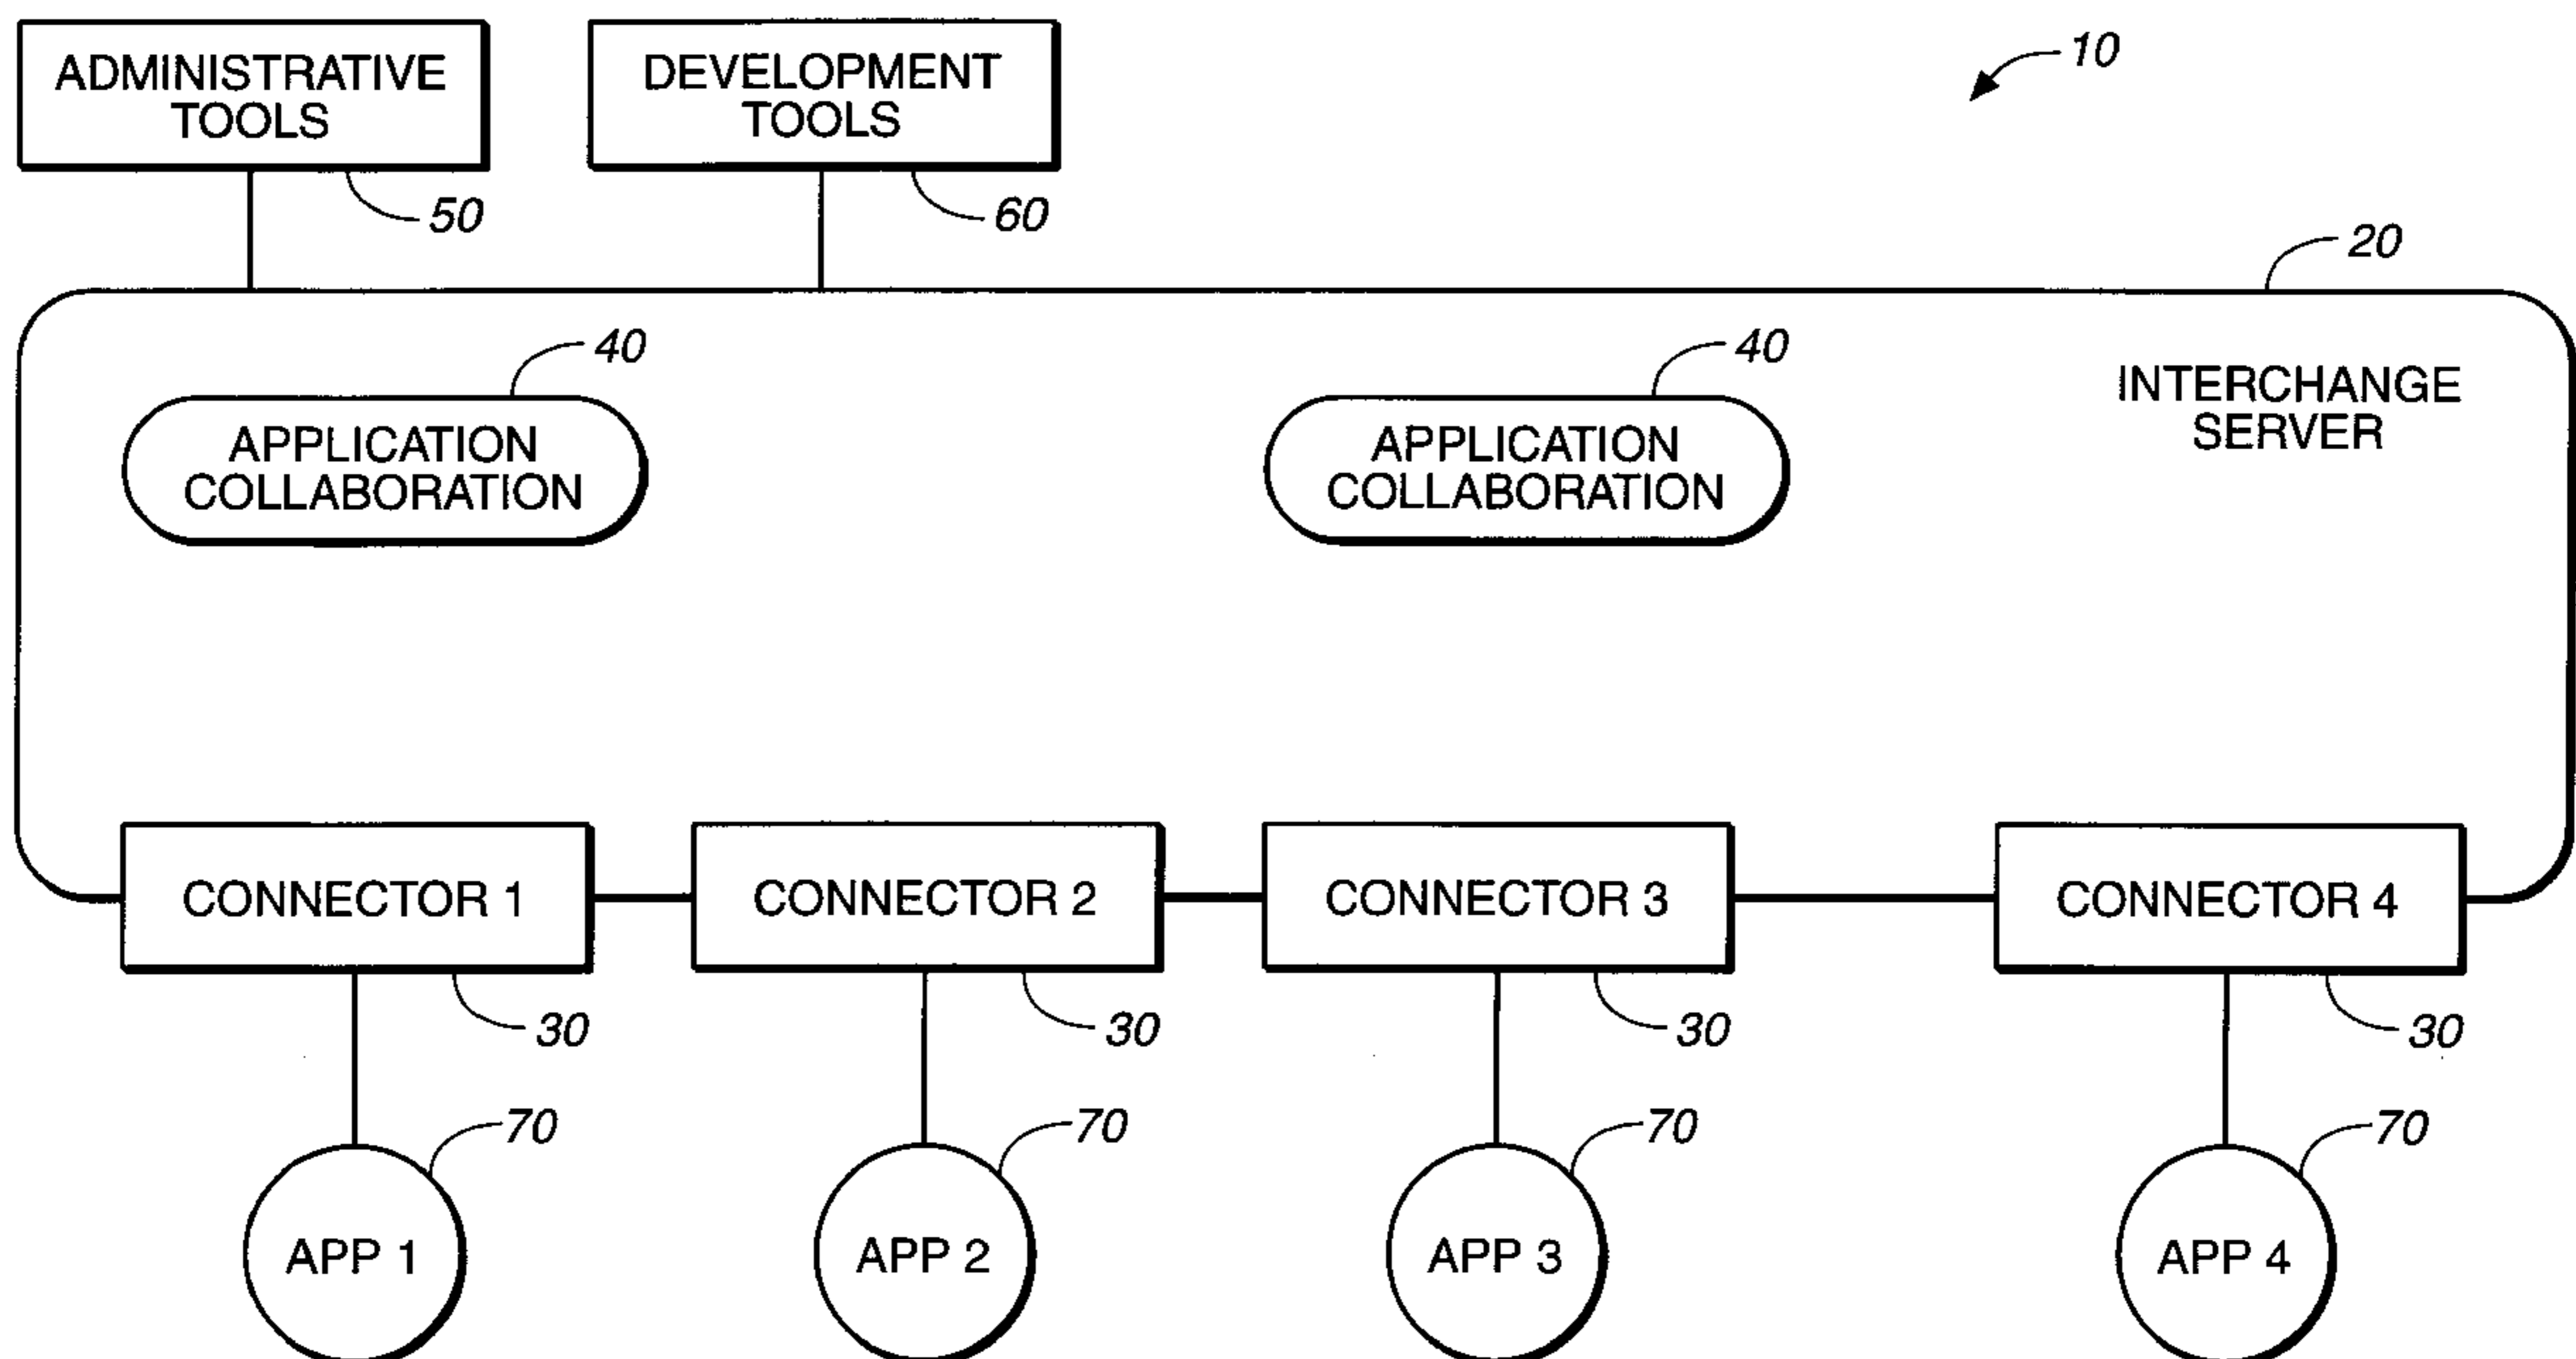 ADMINISTRATIVE
TOOLS
DEVELOPMENT
TOOLS
10
50
60
20
40
40
INTERCHANGE
SERVER
APPLICATION
COLLABORATION
APPLICATION
COLLABORATION
CONNECTOR 1
CONNECTOR 2
CONNECTOR 3
CONNECTOR 4
30
30
30
30
70
70
70
70
APP 1
APP 2
APP 3
APP 4